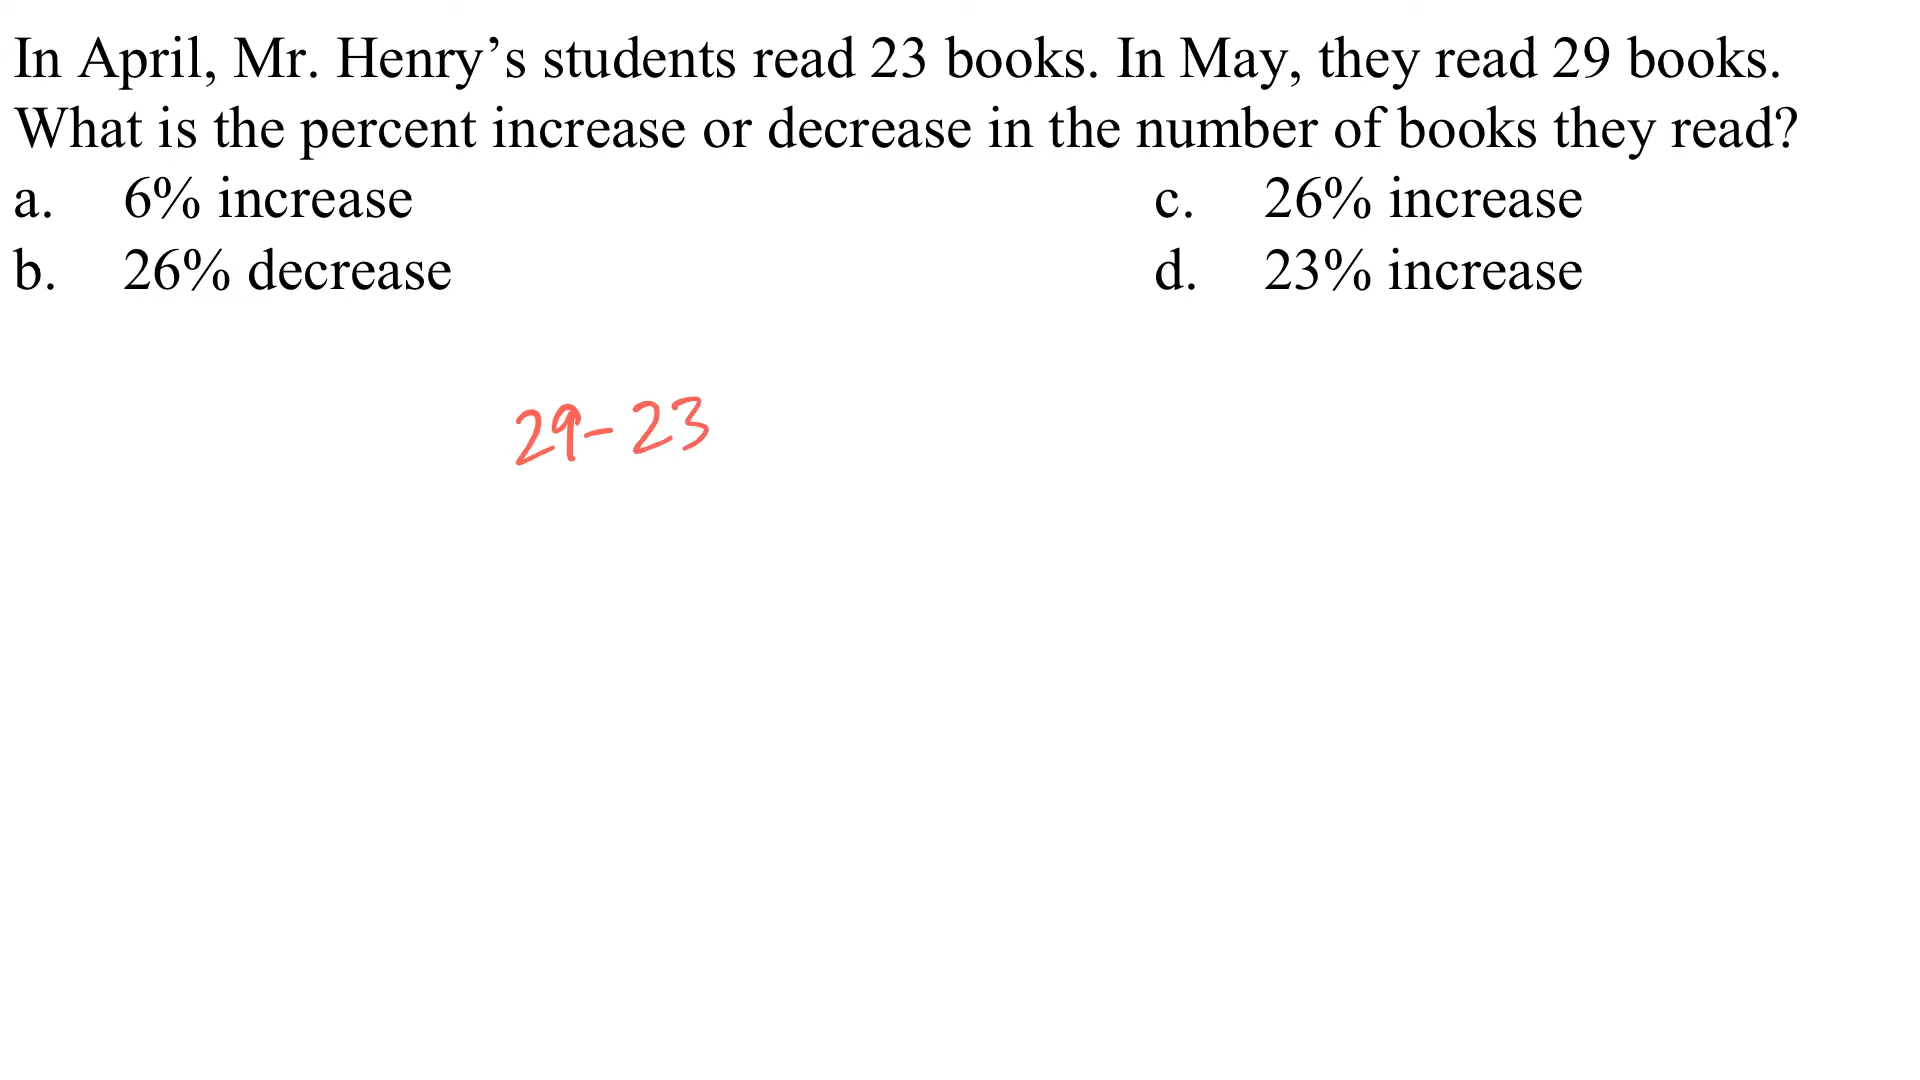 In April, Mr. Henry’s students read 23 books. In May, they read 29 books.
What is the percent increase or decrease in the number of books they read?
a. 6% increase c. 26% increase
b. 26% decrease d. 23% increase
29-23